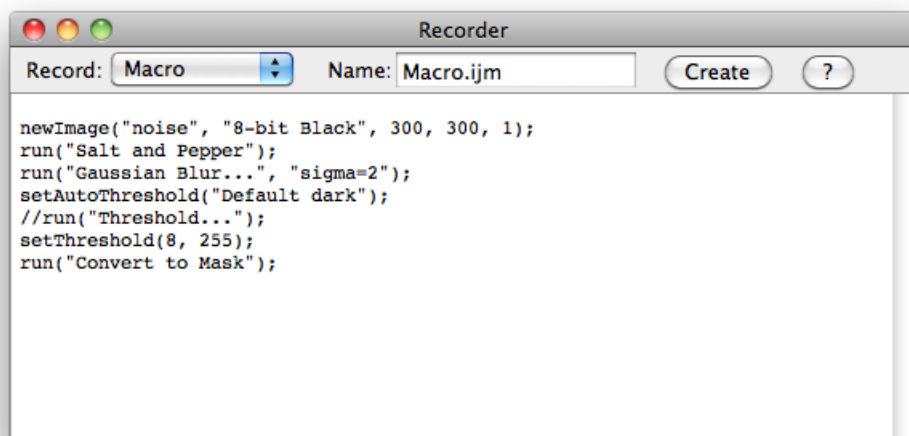 Recorder
Record: Macro Name: Macro.ijm Create ?
newImage("noise", "8-bit Black", 300, 300, 1);
run("Salt and Pepper");
run("Gaussian Blur...", "sigma=2");
setAutoThreshold("Default dark");
//run("Threshold...");
setThreshold(8, 255);
run("Convert to Mask");